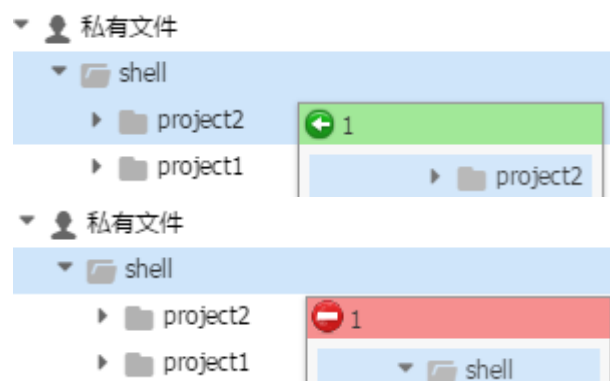 私有文件
shell
project2
1
project1
project2
私有文件
shell
project2
1
project1
shell